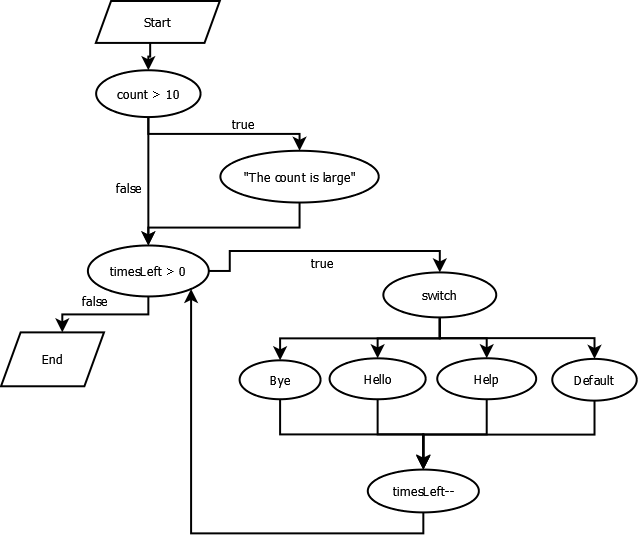 Start
count > 10
true
"The count is large"
false
timesLeft > 0
true
switch
false
End
Bye
Hello
Help
Default
timesLeft--